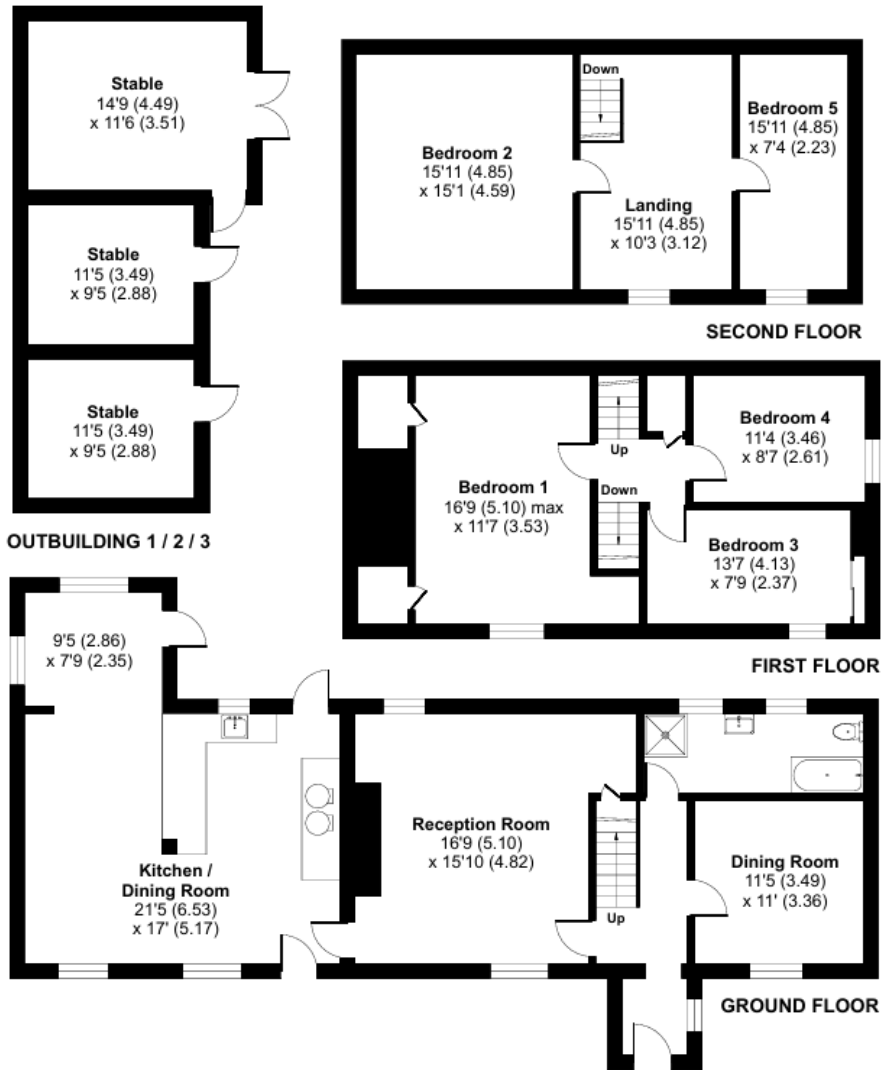 Stable
14'9 (4.49)
x 11'6 (3.51)
Stable
11'5 (3.49)
x 9'5 (2.88)
Stable
11'5 (3.49)
x 9'5 (2.88)
OUTBUILDING 1 / 2 / 3
Bedroom 2
15'11 (4.85)
x 15'1 (4.59)
Down
Landing
15'11 (4.85)
x 10'3 (3.12)
Bedroom 5
15'11 (4.85)
x 7'4 (2.23)
SECOND FLOOR
Bedroom 1
16'9 (5.10) max
x 11'7 (3.53)
Up
Down
Bedroom 4
11'4 (3.46)
x 8'7 (2.61)
Bedroom 3
13'7 (4.13)
x 7'9 (2.37)
FIRST FLOOR
9'5 (2.86)
x 7'9 (2.35)
Kitchen /
Dining Room
21'5 (6.53)
x 17' (5.17)
Reception Room
16'9 (5.10)
x 15'10 (4.82)
Up
Dining Room
11'5 (3.49)
x 11' (3.36)
GROUND FLOOR